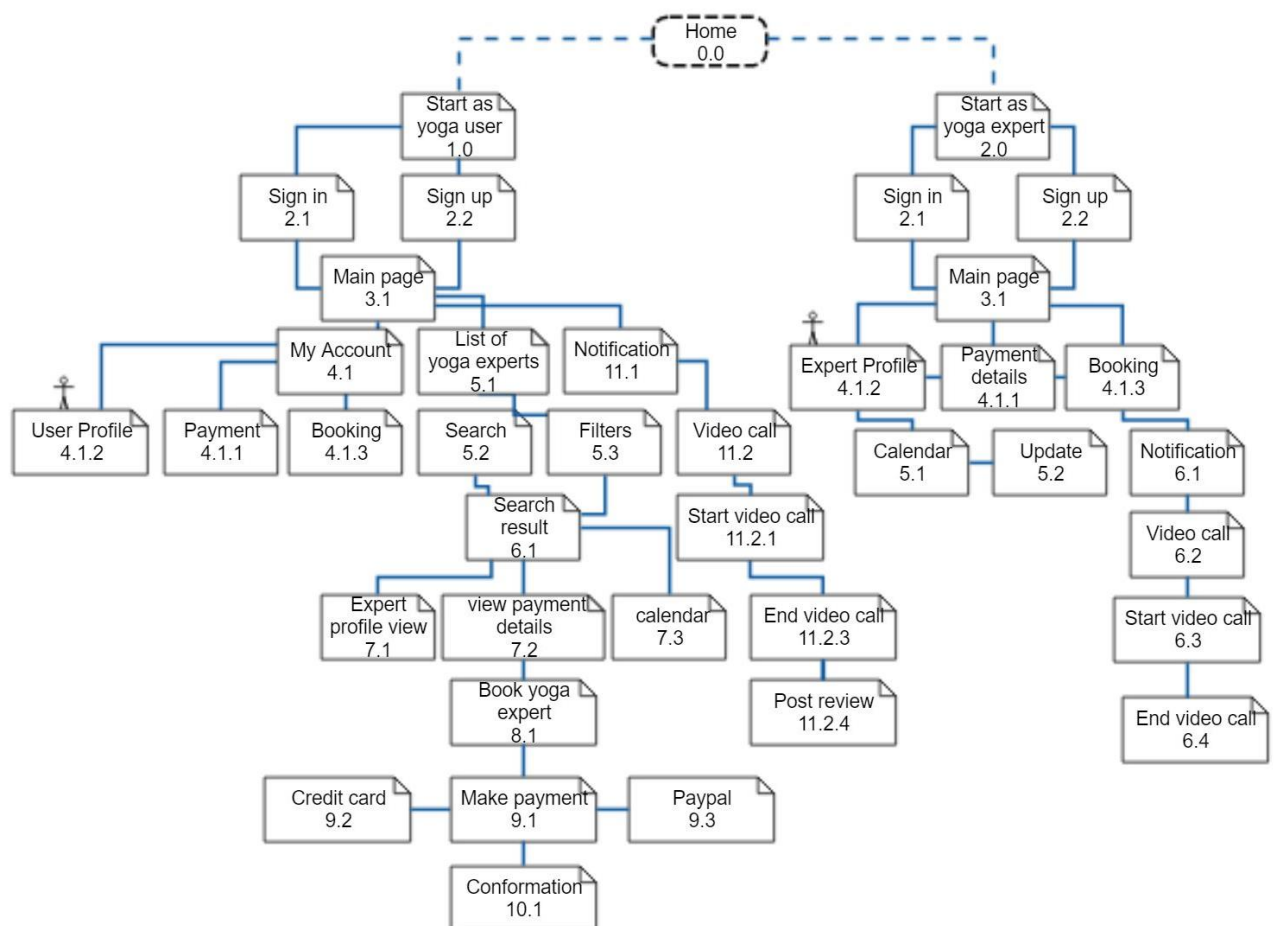 Home
0.0
Start as
yoga user
1.0
Start as
yoga expert
2.0
Sign in
2.1
Sign up
2.2
Sign in
2.1
Sign up
2.2
Main page
3.1
Main page
3.1
My Account
4.1
List of
yoga experts
5.1
Notification
11.1
Expert Profile
4.1.2
Payment
details
4.1.1
Booking
4.1.3
User Profile
4.1.2
Payment
4.1.1
Booking
4.1.3
Search
5.2
Filters
5.3
Video call
11.2
Calendar
5.1
Update
5.2
Notification
6.1
Search
result
6.1
Start video call
11.2.1
Video call
6.2
Expert
profile view
7.1
view payment
details
7.2
calendar
7.3
End video call
11.2.3
Start video call
6.3
Book yoga
expert
8.1
Post review
11.2.4
End video call
6.4
Credit card
9.2
Make payment
9.1
Paypal
9.3
Conformation
10.1